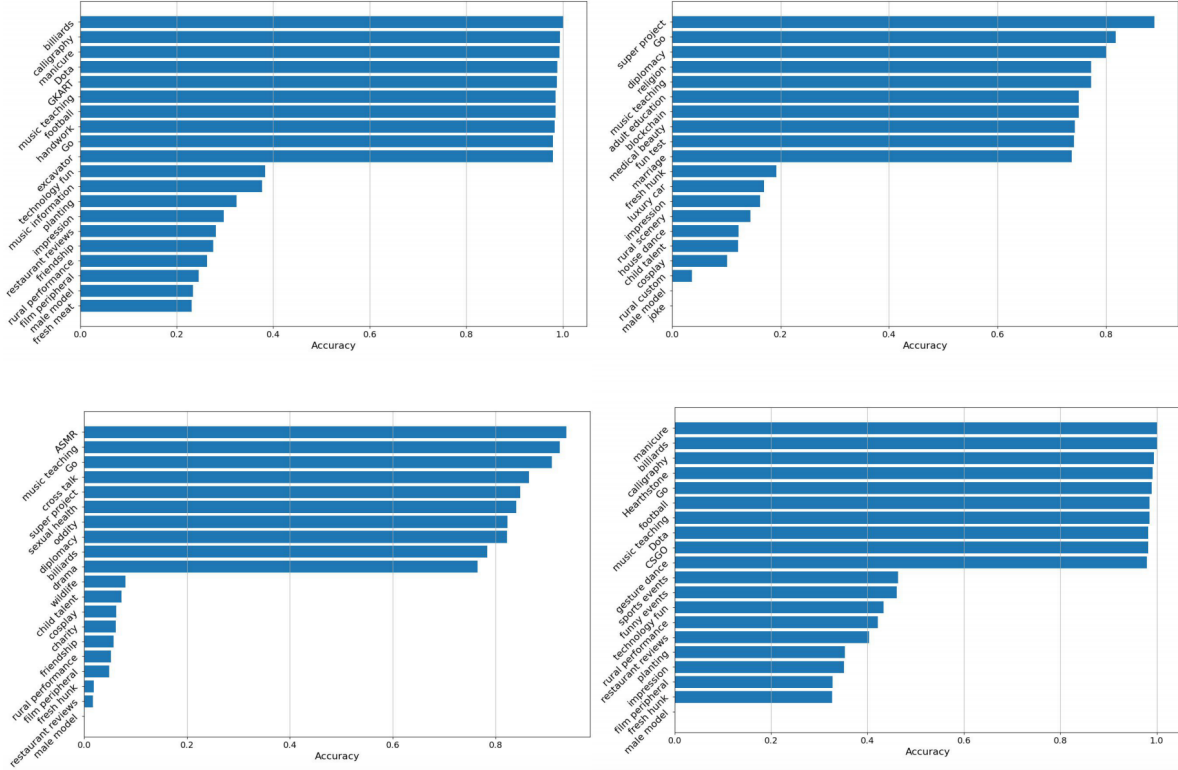 billiards
calligraphy
manicure
Dota
GKART
music teaching
football
handwork
Go
excavator
technology fun
music information
planting
impression
restaurant reviews
friendship
rural performance
film peripheral
male model
fresh meat
0.0 0.2 0.4 0.6 0.8 1.0
Accuracy
super project
Go
diplomacy
religion
music teaching
adult education
blockchain
medical beauty
fun test
marriage
fresh hunk
luxury car
impression
rural scenery
house dance
child talent
cosplay
rural custom
male model
joke
0.0 0.2 0.4 0.6 0.8
Accuracy
ASMR
music teaching
Go
cross talk
super project
sexual health
oddity
diplomacy
billiards
drama
wildlife
child talent
cosplay
charity
friendship
rural performance
film peripheral
fresh hunk
restaurant reviews
male model
0.0 0.2 0.4 0.6 0.8
Accuracy
manicure
billiards
calligraphy
Hearthstone
Go
football
music teaching
Dota
CSGO
gesture dance
sports events
funny events
technology fun
rural performance
restaurant reviews
planting
impression
film peripheral
fresh hunk
male model
0.0 0.2 0.4 0.6 0.8 1.0
Accuracy